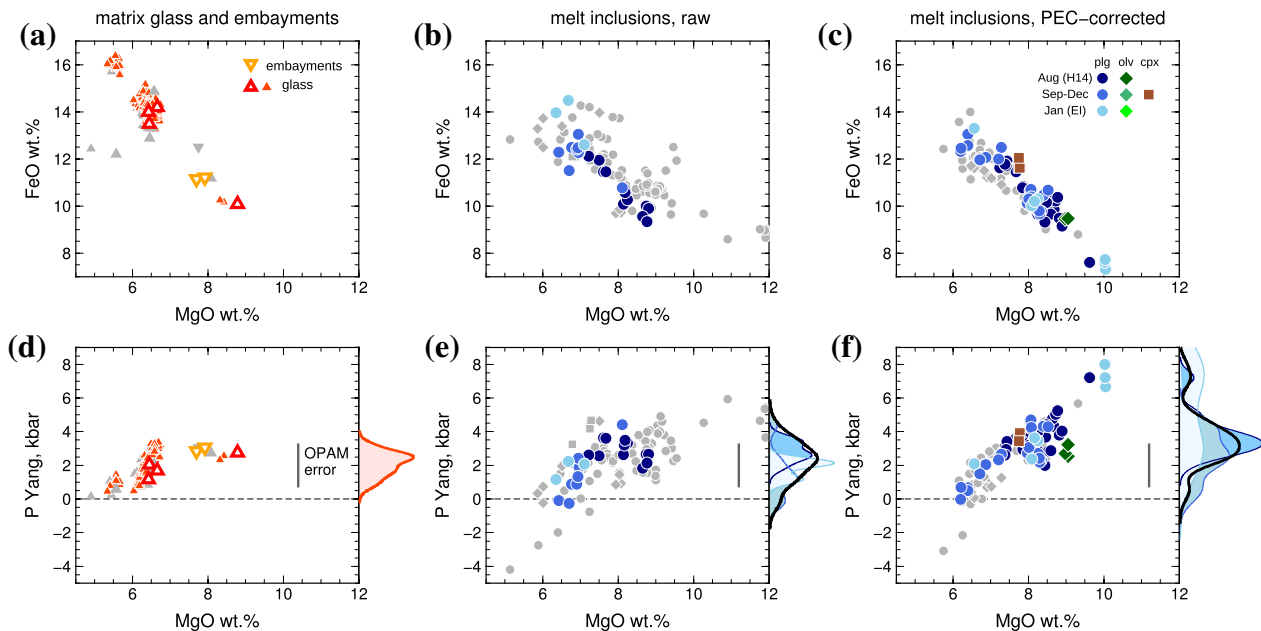 matrix glass and embayments
melt inclusions, raw
melt inclusions, PEC−corrected
(a)
(b)
(c)
16
14
12
10
8
FeO wt.%
6
8
10
12
MgO wt.%
embayments
glass
16
14
12
10
8
FeO wt.%
6
8
10
12
MgO wt.%
16
14
12
10
8
FeO wt.%
6
8
10
12
MgO wt.%
plg olv cpx
Aug (H14)
Sep-Dec
Jan (EI)
(d)
(e)
(f)
8
6
4
2
0
−2
−4
P Yang, kbar
OPAM
error
6
8
10
12
MgO wt.%
8
6
4
2
0
−2
−4
P Yang, kbar
6
8
10
12
MgO wt.%
8
6
4
2
0
−2
−4
P Yang, kbar
6
8
10
12
14
MgO wt.%